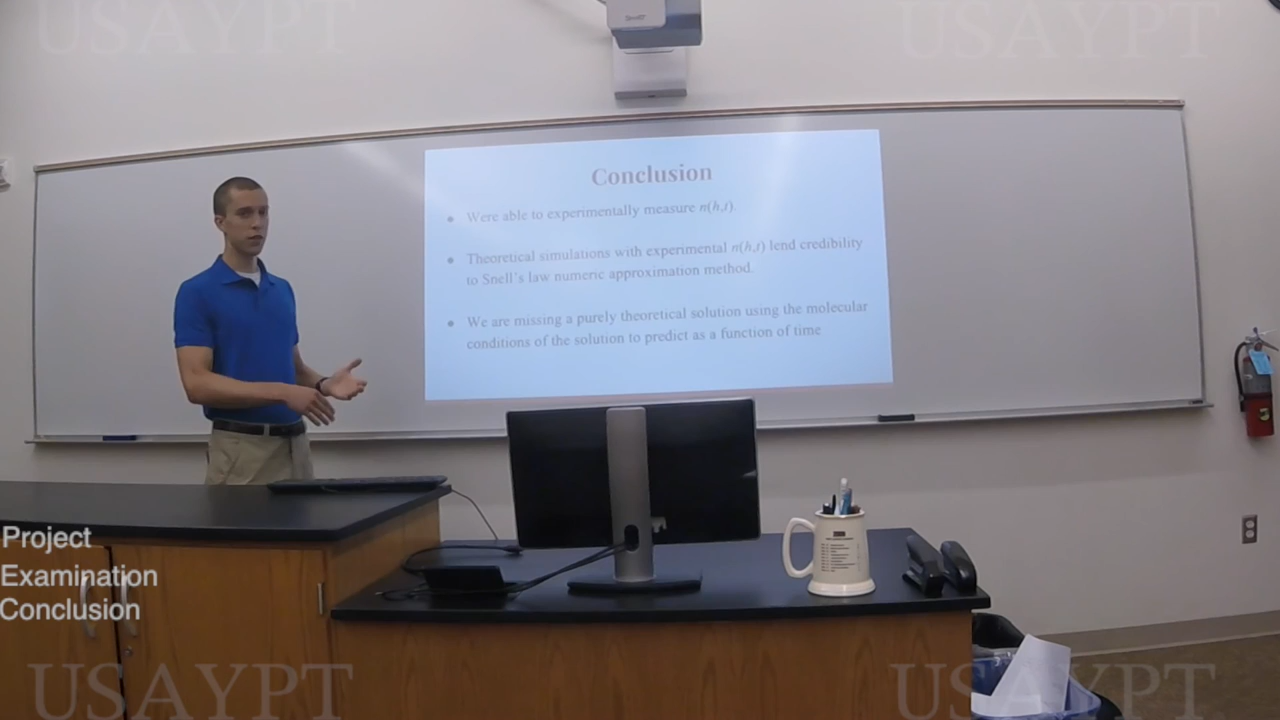 USAYPT
USAYPT
Conclusion
• Were able to experimentally measure n(h,t).
• Theoretical simulations with experimental n(h,t) lend credibility
to Snell's law numeric approximation method.
• We are missing a purely theoretical solution using the molecular
conditions of the solution to predict as a function of time
Project
Examination
Conclusion
USAYPT
USAYPT